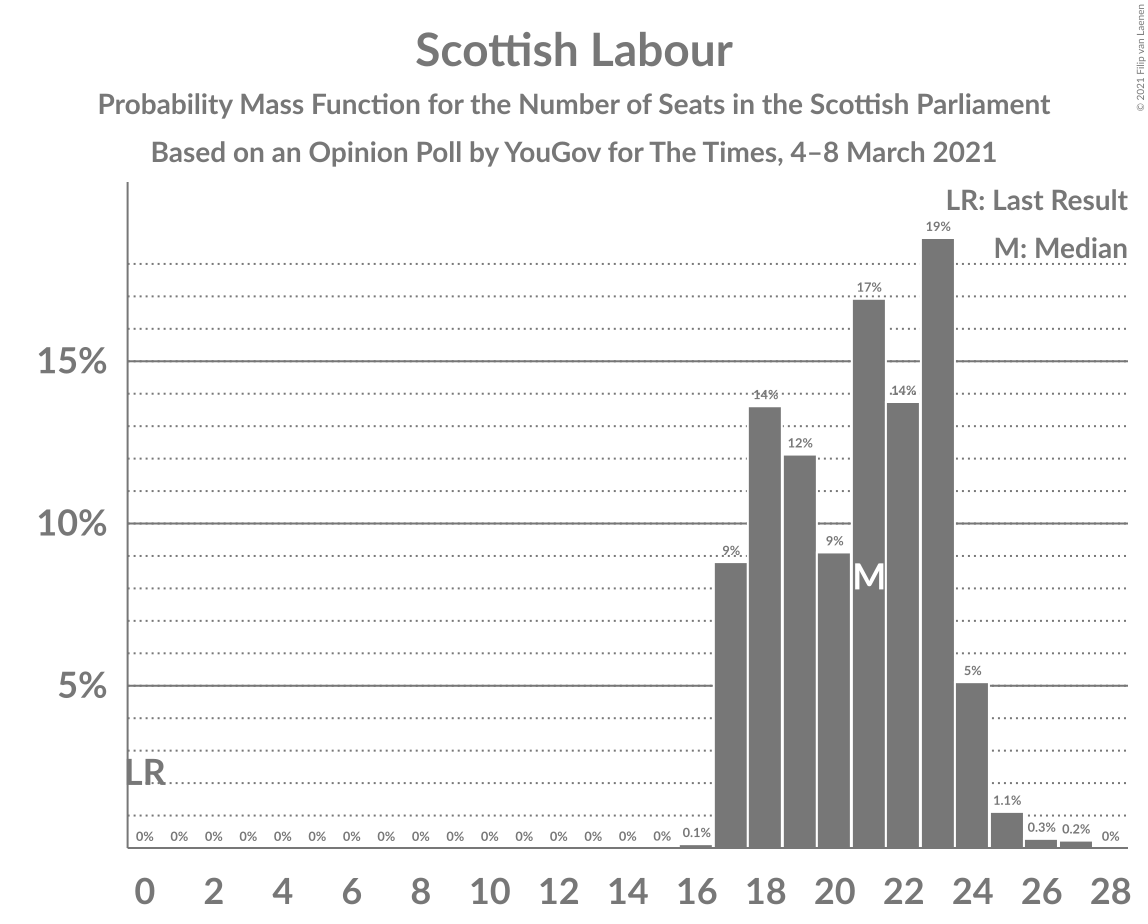 Scottish Labour
Probability Mass Function for the Number of Seats in the Scottish Parliament
Based on an Opinion Poll by YouGov for The Times, 4–8 March 2021
© 2021 Filip van Laenen
LR: Last Result
M: Median
15%
10%
5%
LR
M
0% 0% 0% 0% 0% 0% 0% 0% 0% 0% 0% 0% 0% 0% 0% 0% 0.1% 9% 14% 12% 9% 17% 14% 19% 5% 1.1% 0.3% 0.2% 0%
0 2 4 6 8 10 12 14 16 18 20 22 24 26 28